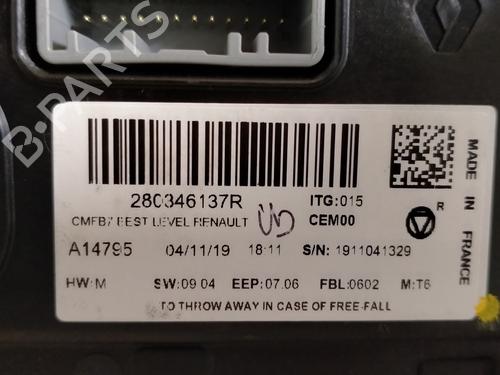 B-PARTS
280346137R
ITG:015
CMFB7 BEST LEVEL RENAULT
CEM00
R
A14795 04/11/19 18:11 S/N: 1911041329
HW:M SW:09.04 EEP:07.06 FBL:0602 M:T6
TO THROW AWAY IN CASE OF FREE-FALL
MADE IN FRANCE